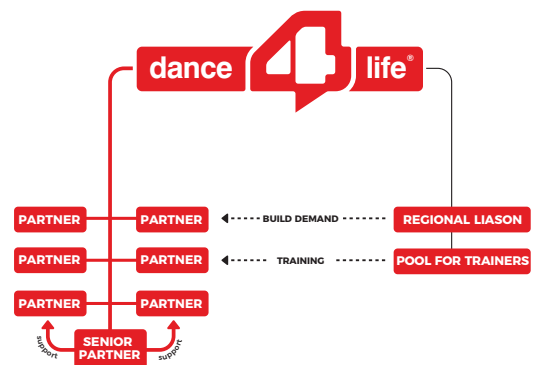 dance 4 life®
PARTNER PARTNER BUILD DEMAND REGIONAL LIASON
PARTNER PARTNER TRAINING POOL FOR TRAINERS
PARTNER PARTNER
support SENIOR support
PARTNER